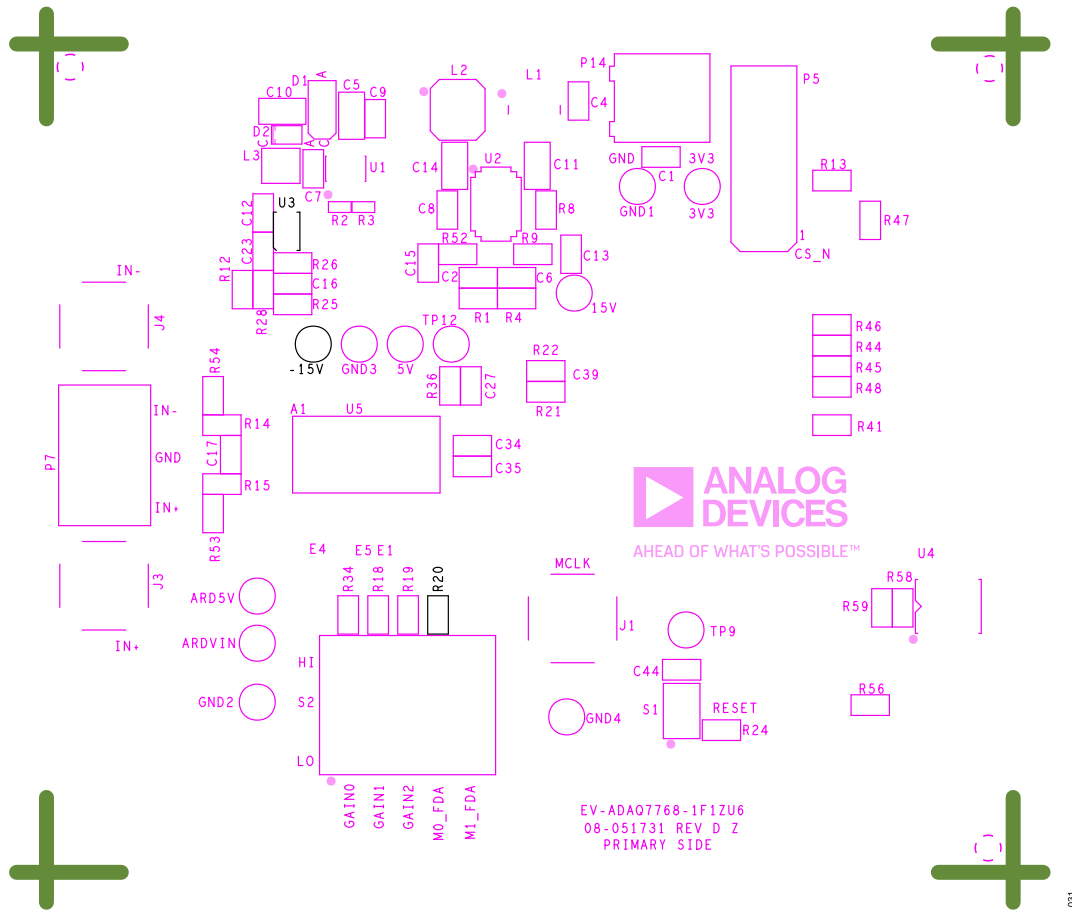 L2
L1
P14
P5
D1
A
C10
C5
C9
C4
D2
C
A
C
L3
U1
C14
U2
C11
GND
3V3
C1
R13
C7
C12
U3
R2
R3
C8
R8
GND1
3V3
R47
1
CS_N
C23
R52
R9
C13
C15
IN-
R12
R26
C2
C6
C16
R25
R28
15V
J4
R1
R4
TP12
R46
R44
R45
R48
R54
-15V
GND3
5V
R22
C39
R36
C27
R21
IN-
A1
U5
R14
R41
P7
GND
C17
C34
C35
R15
IN+
R53
ANALOG
DEVICES
AHEAD OF WHAT'S POSSIBLE™
E4
E5
E1
MCLK
U4
J3
R34
R18
R19
R20
R58
ARD5V
R59
J1
TP9
ARDVIN
IN+
HI
C44
GND2
S2
S1
RESET
R56
GND4
R24
LO
GAIN0
GAIN1
GAIN2
M0_FDA
M1_FDA
EV-ADAQ7768-1F1ZU6
08-051731 REV D Z
PRIMARY SIDE
031